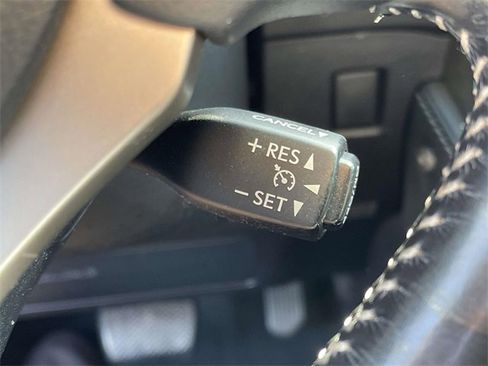 CANCEL
+ RES ▲
– SET ▼